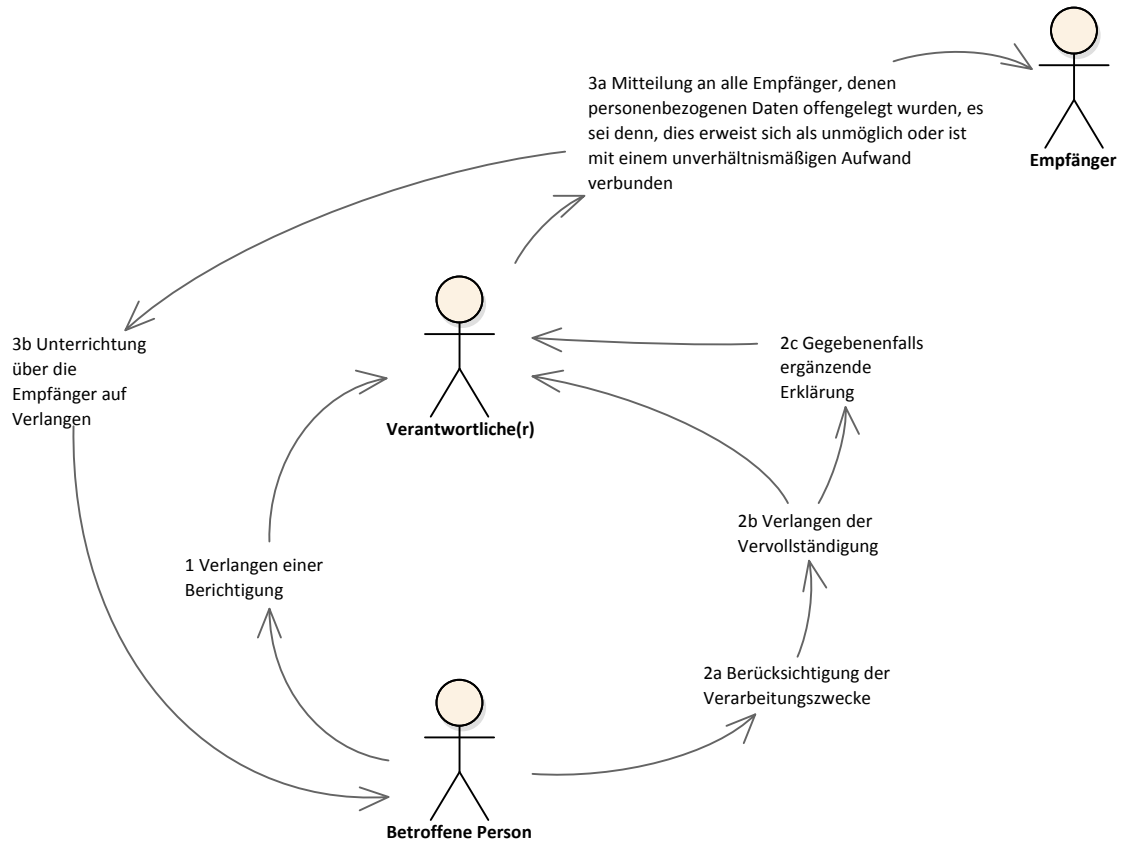 3a Mitteilung an alle Empfänger, denen
personenbezogenen Daten offengelegt wurden, es
sei denn, dies erweist sich als unmöglich oder ist
mit einem unverhältnismäßigen Aufwand
verbunden
Empfänger
3b Unterrichtung
über die
Empfänger auf
Verlangen
Verantwortliche(r)
2c Gegebenenfalls
ergänzende
Erklärung
2b Verlangen der
Vervollständigung
1 Verlangen einer
Berichtigung
2a Berücksichtigung der
Verarbeitungszwecke
Betroffene Person